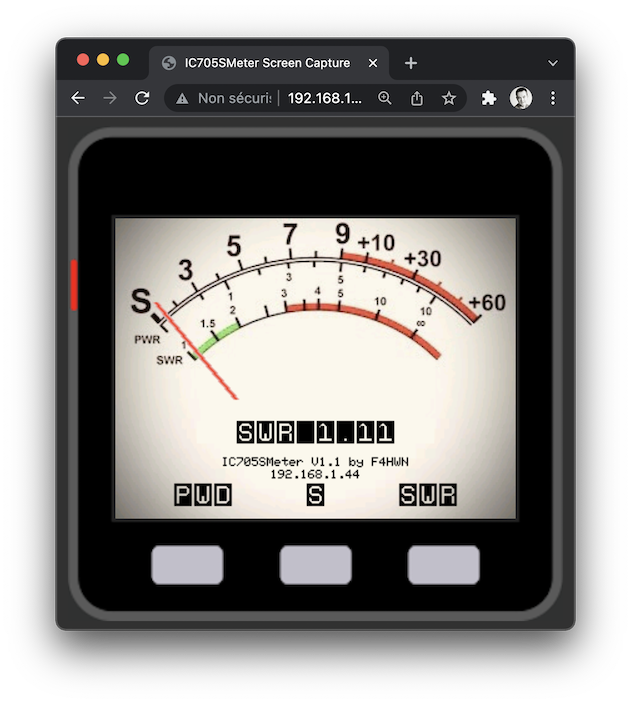 IC705SMeter Screen Capture
Non sécuris
192.168.1...
S 3 5 7 9 +10 +30 +60
PWR 1 3 5 10
SWR 1 1.5 2 3 4 5 10 ∞
SWR 1.11
IC705SMeter V1.1 by F4HWN
192.168.1.44
PWD S SWR